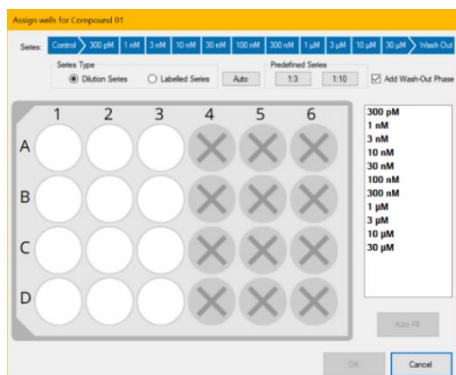 Assign wells for Compound 01
Series: Control 300 pM 1 nM 3 nM 10 nM 30 nM 100 nM 300 nM 1 µM 3 µM 10 µM 30 µM Wash Out
Series Type Predefined Series
Dilution Series Labelled Series Auto 1:3 1:10 Add Wash-Out Phase
1 2 3 4 5 6
A
B
C
D
300 pM
1 nM
3 nM
10 nM
30 nM
100 nM
300 nM
1 µM
3 µM
10 µM
30 µM
Auto Fill
OK Cancel